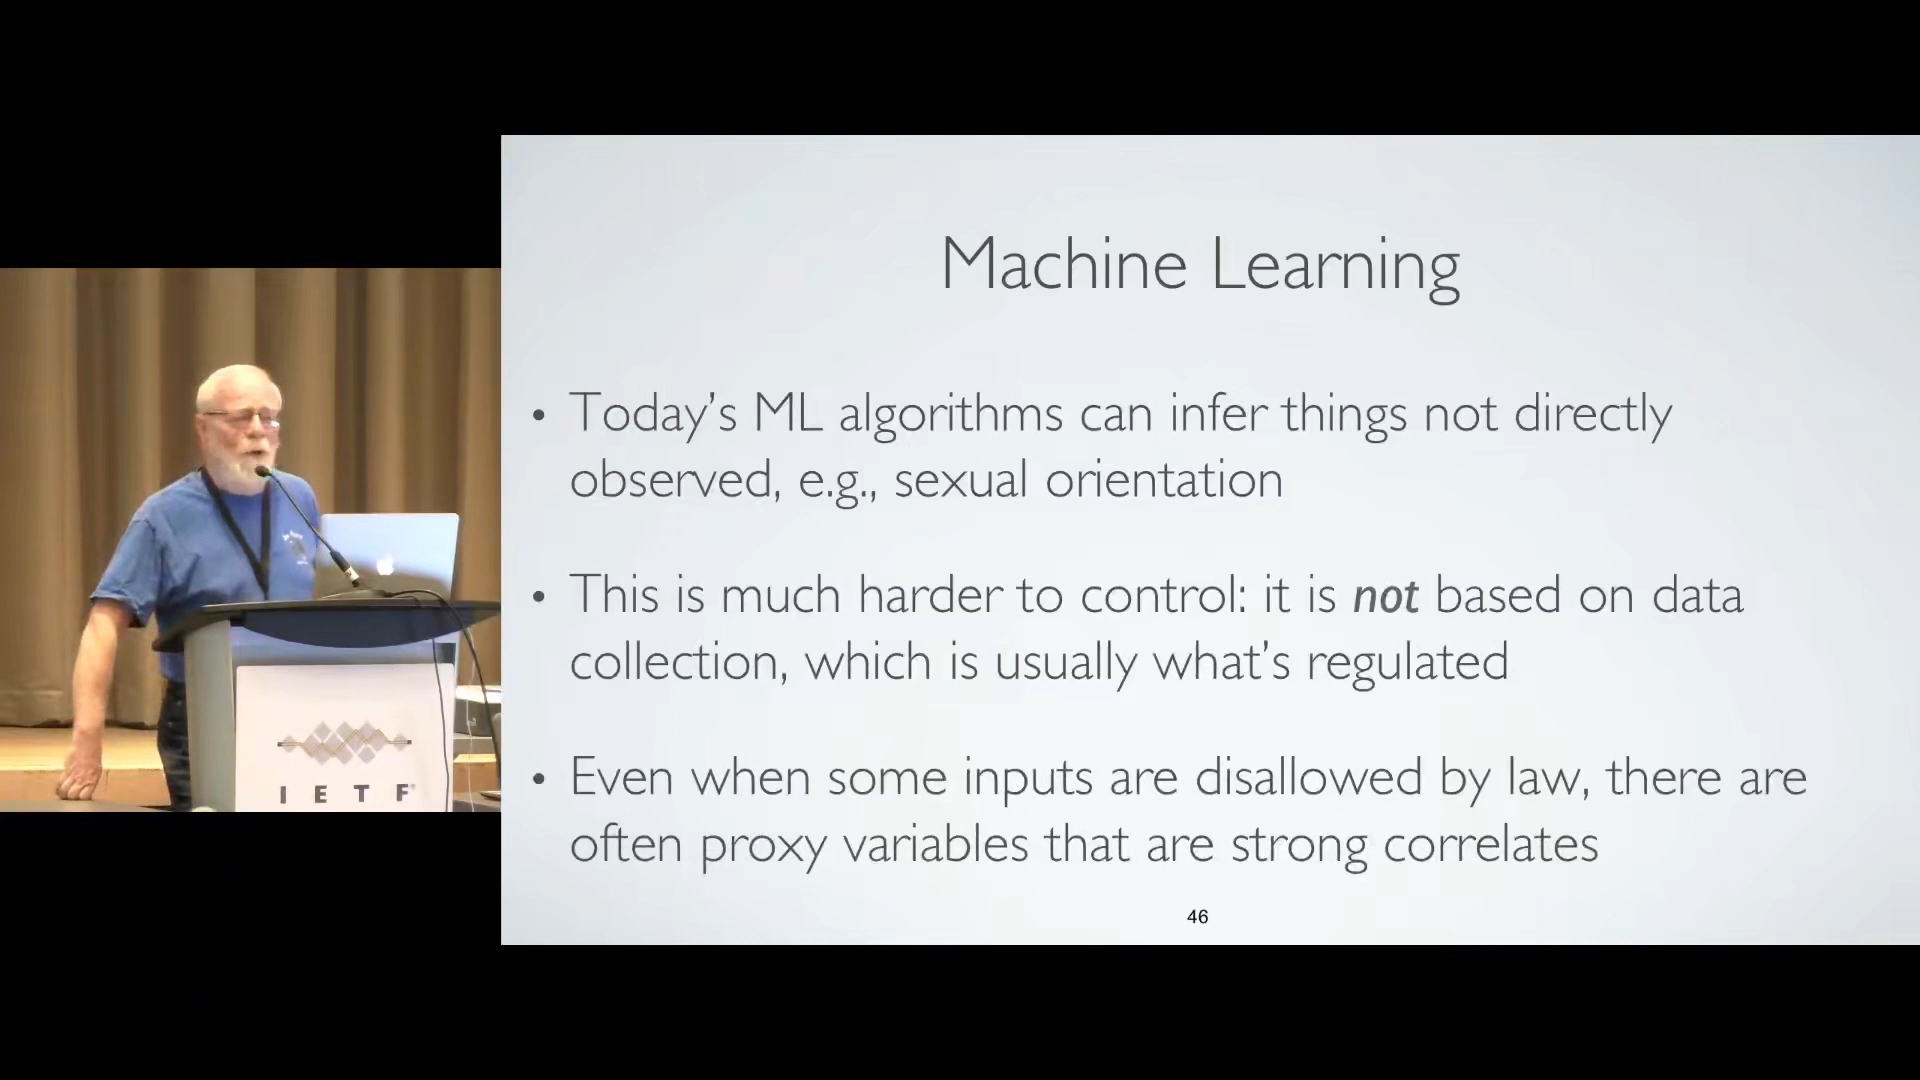 Machine Learning
• Today's ML algorithms can infer things not directly
observed, e.g., sexual orientation
• This is much harder to control: it is not based on data
collection, which is usually what's regulated
• Even when some inputs are disallowed by law, there are
often proxy variables that are strong correlates
46
IETF